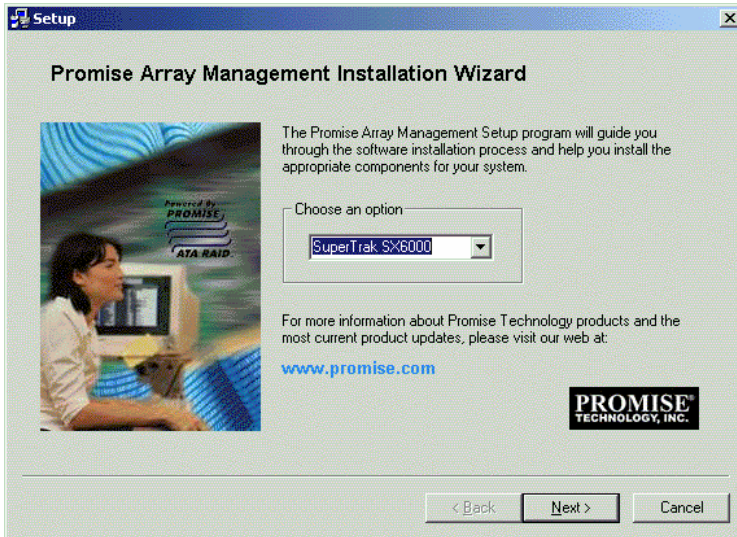 Setup
Promise Array Management Installation Wizard
The Promise Array Management Setup program will guide you
through the software installation process and help you install the
appropriate components for your system.
Powered By
PROMISE
ATA RAID
Choose an option
SuperTrak SX6000
For more information about Promise Technology products and the
most current product updates, please visit our web at:
www.promise.com
PROMISE®
TECHNOLOGY, INC.
< Back
Next >
Cancel